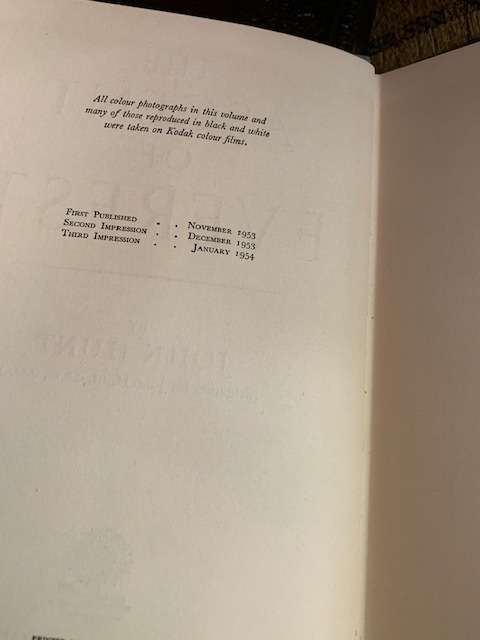 All colour photographs in this volume and
many of those reproduced in black and white
were taken on Kodak colour films.
First Published . . November 1953
Second Impression . . December 1953
Third Impression . . January 1954